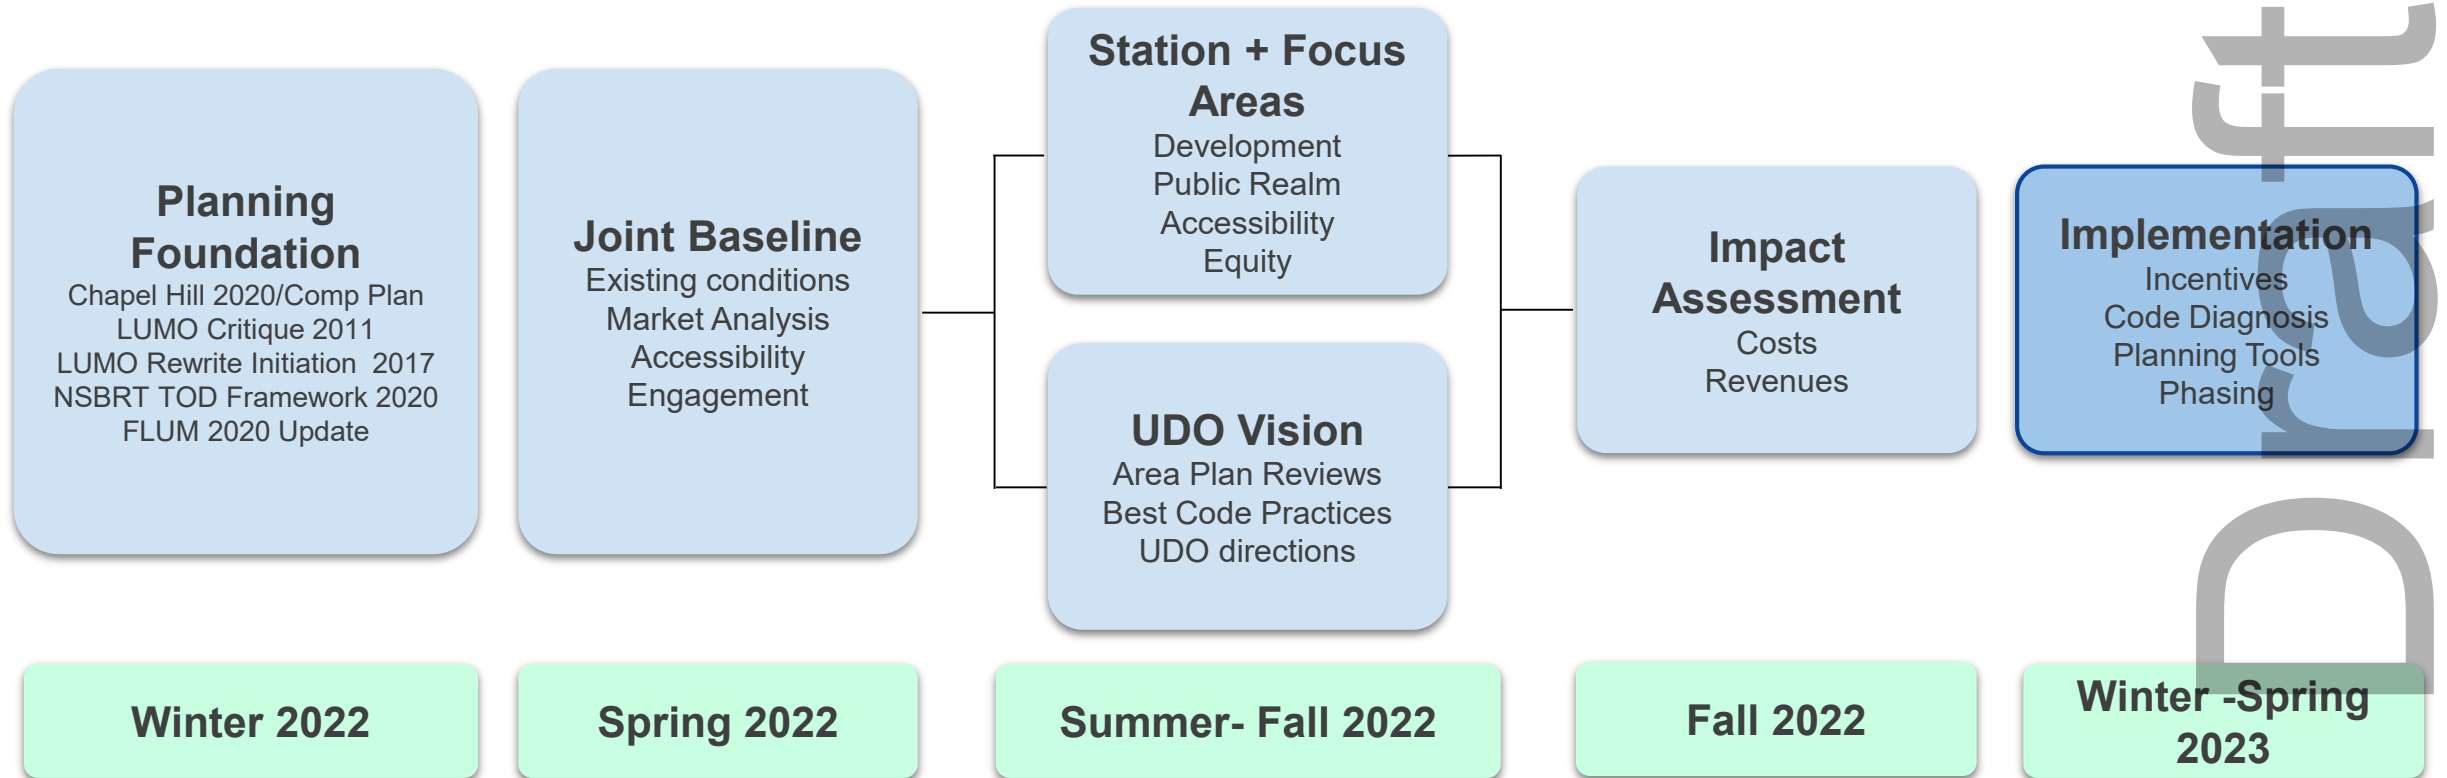 Planning
Foundation
Chapel Hill 2020/Comp Plan
LUMO Critique 2011
LUMO Rewrite Initiation  2017
NSBRT TOD Framework 2020
FLUM 2020 Update
Joint Baseline
Existing conditions
Market Analysis
Accessibility
Engagement
Station + Focus
Areas
Development
Public Realm
Accessibility
Equity
UDO Vision
Area Plan Reviews
Best Code Practices
UDO directions
Impact
Assessment
Costs
Revenues
Implementation
Incentives
Code Diagnosis
Planning Tools
Phasing
Winter 2022
Spring 2022
Summer- Fall 2022
Fall 2022
Winter -Spring
2023
Draft